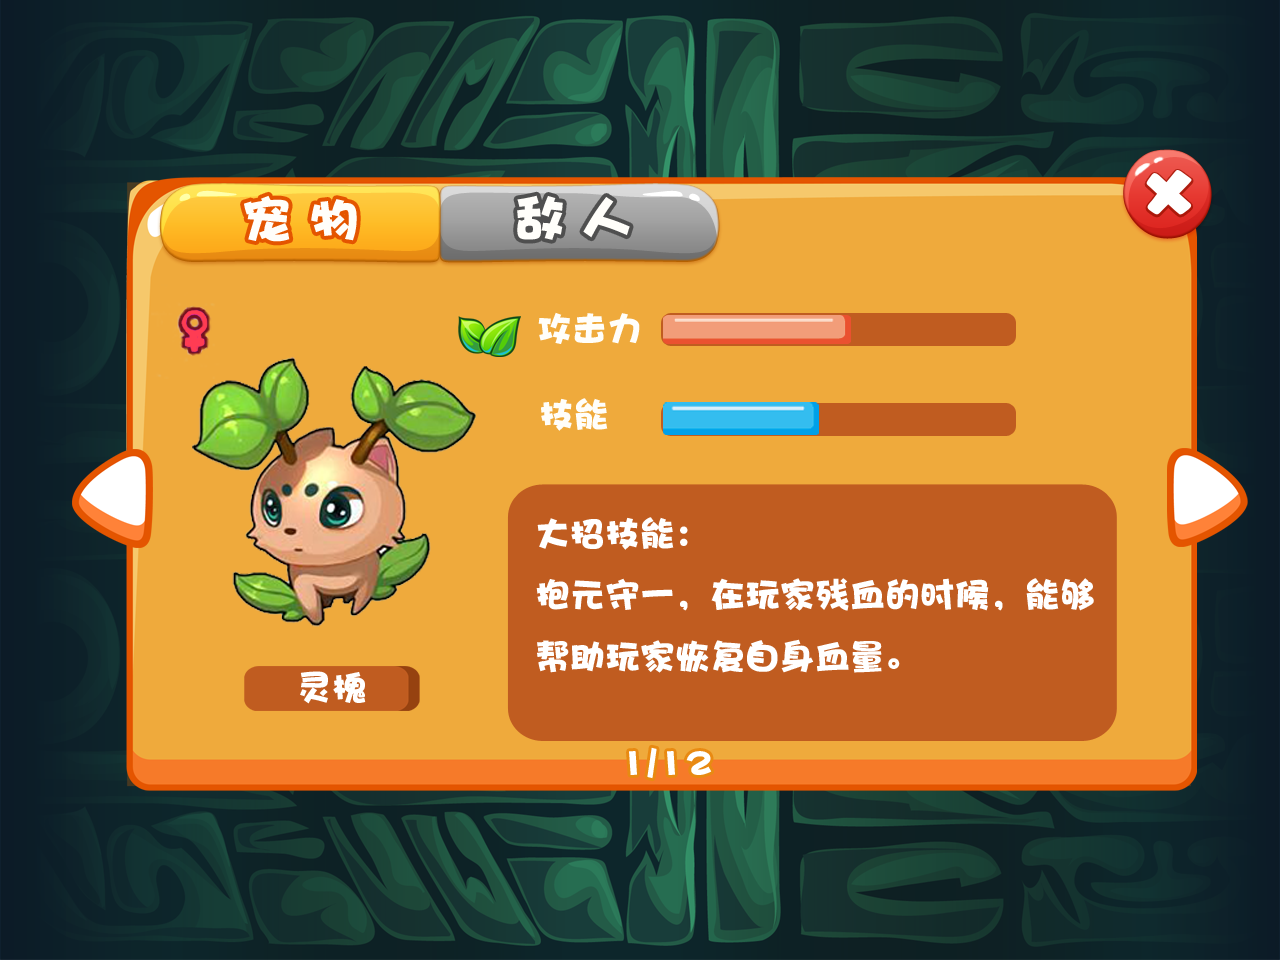 宠物
敌人
攻击力
技能
大招技能：
抱元守一，在玩家残血的时候，能够
帮助玩家恢复自身血量。
灵槐
1/12